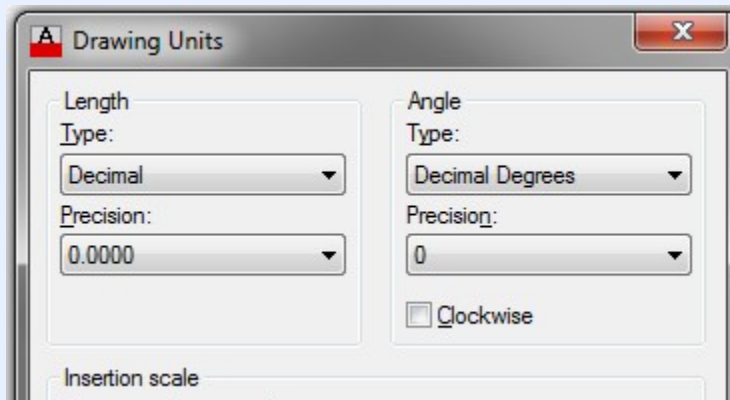 A Drawing Units X
Length
Type:
Decimal
Precision:
0.0000
Angle
Type:
Decimal Degrees
Precision:
0
Clockwise
Insertion scale